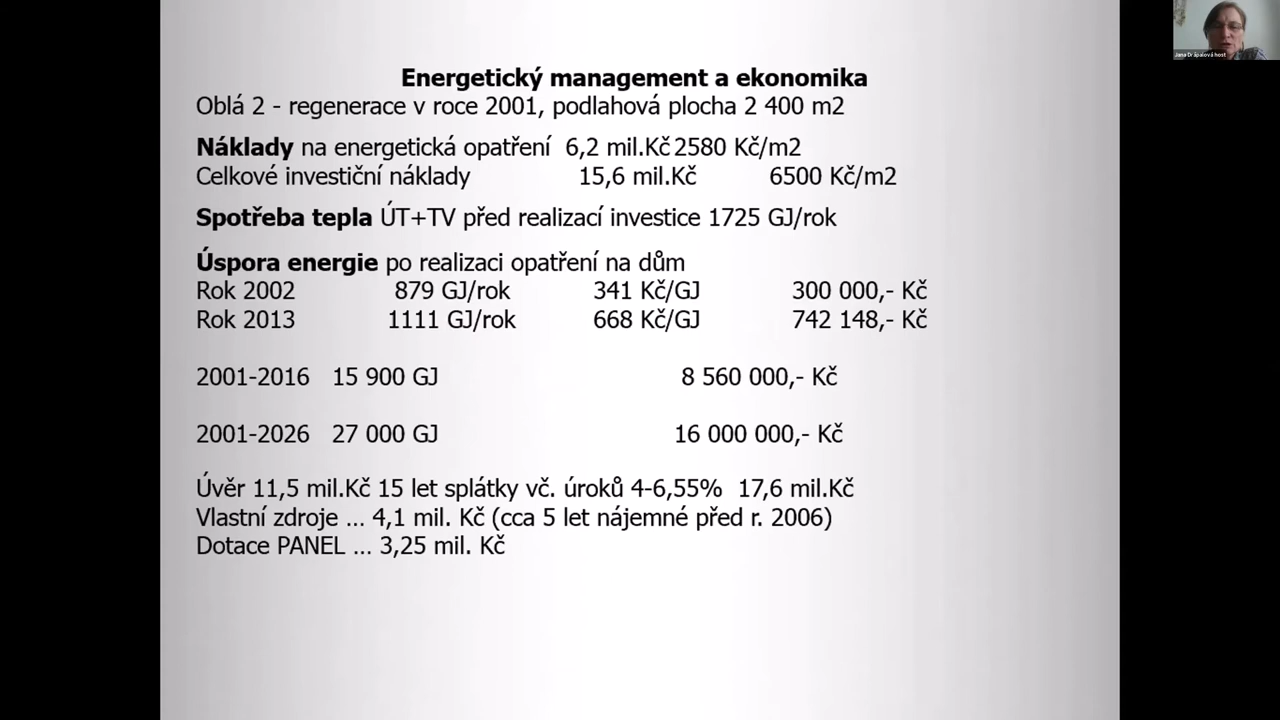 Jana Drápalová host
Energetický management a ekonomika
Oblá 2 - regenerace v roce 2001, podlahová plocha 2 400 m2
Náklady na energetická opatření 6,2 mil.Kč 2580 Kč/m2
Celkové investiční náklady 15,6 mil.Kč 6500 Kč/m2
Spotřeba tepla ÚT+TV před realizací investice 1725 GJ/rok
Úspora energie po realizaci opatření na dům
Rok 2002 879 GJ/rok 341 Kč/GJ 300 000,- Kč
Rok 2013 1111 GJ/rok 668 Kč/GJ 742 148,- Kč
2001-2016 15 900 GJ 8 560 000,- Kč
2001-2026 27 000 GJ 16 000 000,- Kč
Úvěr 11,5 mil.Kč 15 let splátky vč. úroků 4-6,55% 17,6 mil.Kč
Vlastní zdroje … 4,1 mil. Kč (cca 5 let nájemné před r. 2006)
Dotace PANEL … 3,25 mil. Kč